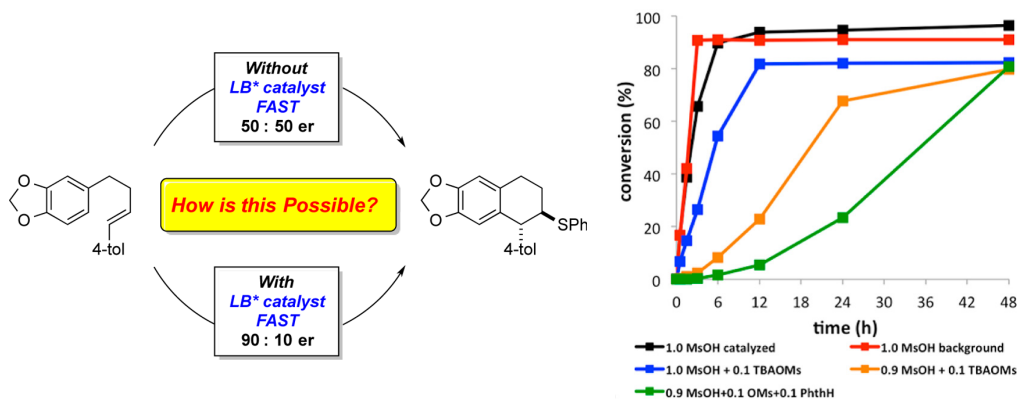 Without
LB* catalyst
FAST
50 : 50 er
O
O
4-tol
How is this Possible?
O
O
SPh
4-tol
With
LB* catalyst
FAST
90 : 10 er
conversion (%)
100
90
80
60
40
20
0
0 6 12 18 24 30 36 42 48
time (h)
1.0 MsOH catalyzed 1.0 MsOH background
1.0 MsOH + 0.1 TBAOMs 0.9 MsOH + 0.1 TBAOMs
0.9 MsOH+0.1 OMs+0.1 PhthH